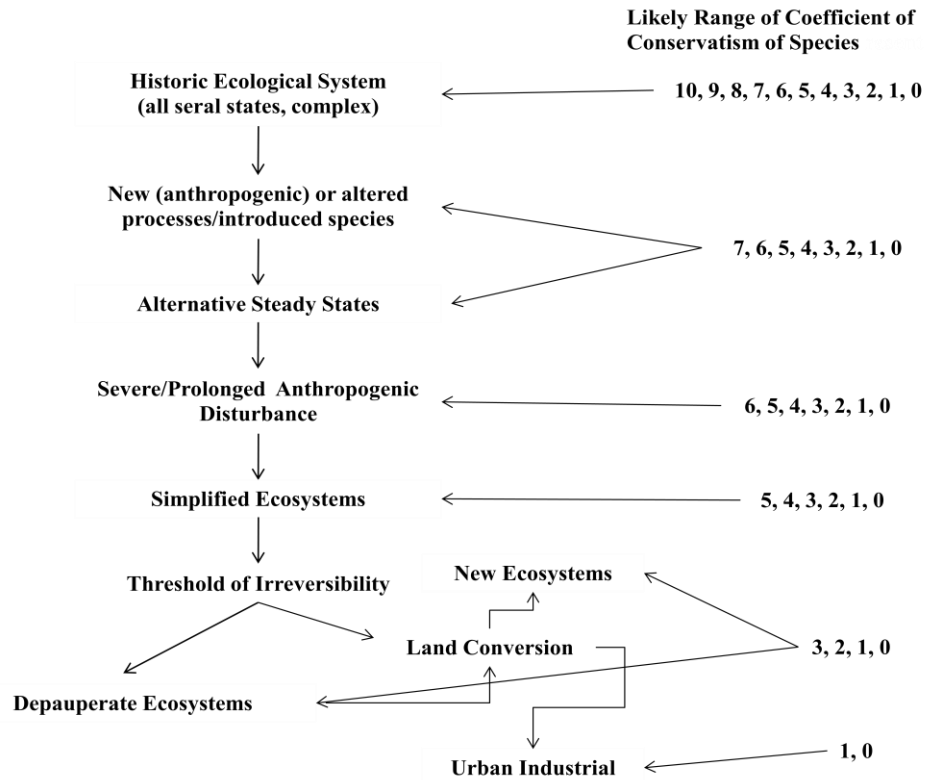 Likely Range of Coefficient of
Conservatism of Species
Historic Ecological System
(all seral states, complex)
10, 9, 8, 7, 6, 5, 4, 3, 2, 1, 0
New (anthropogenic) or altered
processes/introduced species
7, 6, 5, 4, 3, 2, 1, 0
Alternative Steady States
Severe/Prolonged Anthropogenic
Disturbance
6, 5, 4, 3, 2, 1, 0
Simplified Ecosystems
5, 4, 3, 2, 1, 0
Threshold of Irreversibility
New Ecosystems
Land Conversion
3, 2, 1, 0
Depauperate Ecosystems
Urban Industrial
1, 0